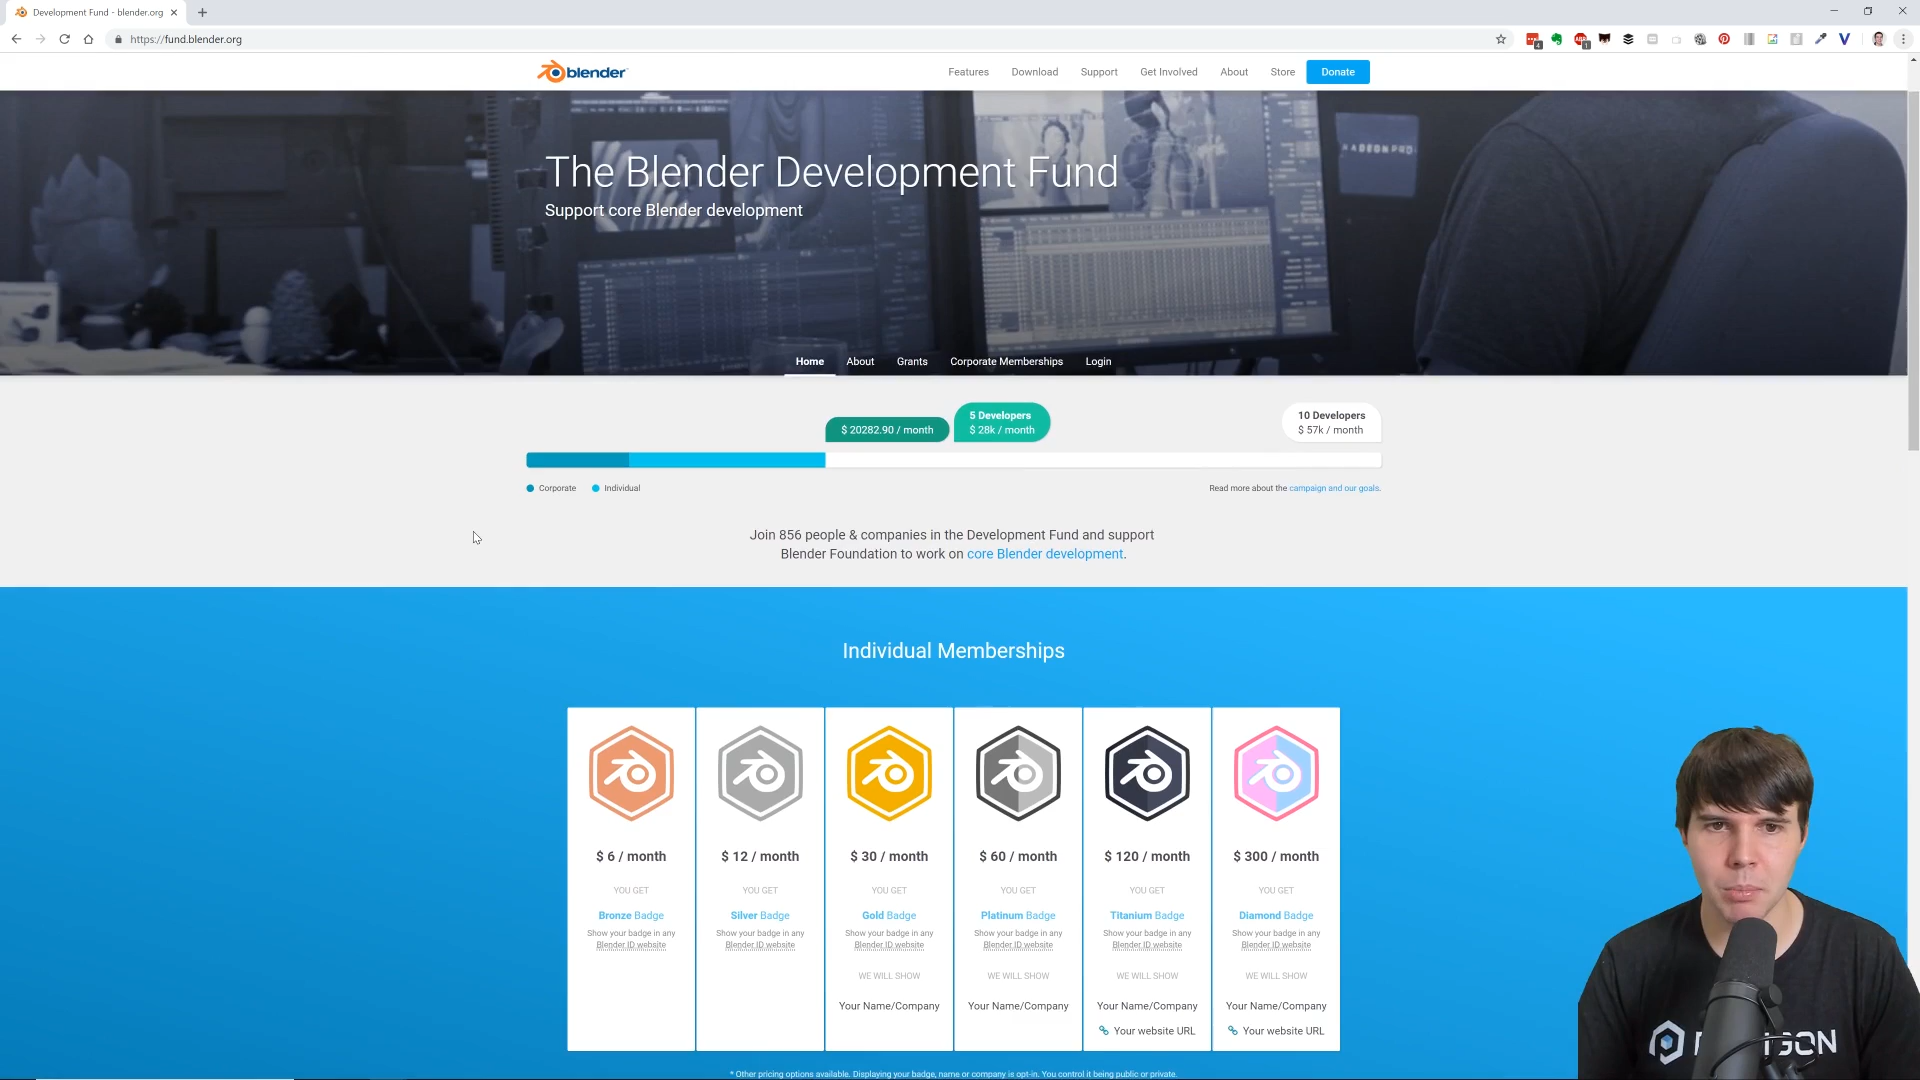 Development Fund - blender.org
https://fund.blender.org
blender
Features
Download
Support
Get Involved
About
Store
Donate
RADEON PRO
The Blender Development Fund
Support core Blender development
Home
About
Grants
Corporate Memberships
Login
$ 20282.90 / month
5 Developers
$ 28k / month
10 Developers
$ 57k / month
Corporate
Individual
Read more about the campaign and our goals.
Join 856 people & companies in the Development Fund and support
Blender Foundation to work on core Blender development.
Individual Memberships
$ 6 / month
YOU GET
Bronze Badge
Show your badge in any
Blender ID website
$ 12 / month
YOU GET
Silver Badge
Show your badge in any
Blender ID website
$ 30 / month
YOU GET
Gold Badge
Show your badge in any
Blender ID website
WE WILL SHOW
Your Name/Company
$ 60 / month
YOU GET
Platinum Badge
Show your badge in any
Blender ID website
WE WILL SHOW
Your Name/Company
$ 120 / month
YOU GET
Titanium Badge
Show your badge in any
Blender ID website
WE WILL SHOW
Your Name/Company
Your website URL
$ 300 / month
YOU GET
Diamond Badge
Show your badge in any
Blender ID website
WE WILL SHOW
Your Name/Company
Your website URL
* Other pricing options available. Displaying your badge, name or company is opt-in. You control it being public or private.